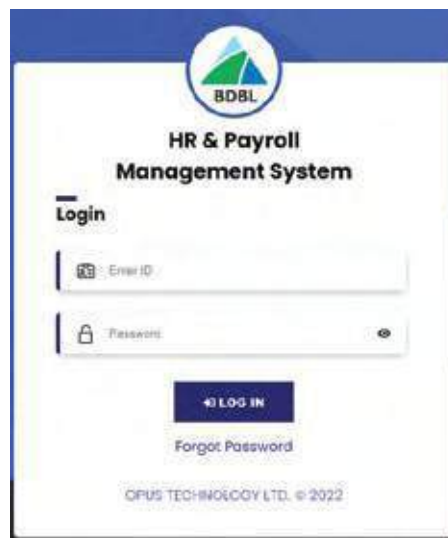 BDBL
HR & Payroll
Management System
Login
Enter ID
Password
LOG IN
Forgot Password
OPUS TECHNOLOGY LTD. © 2022